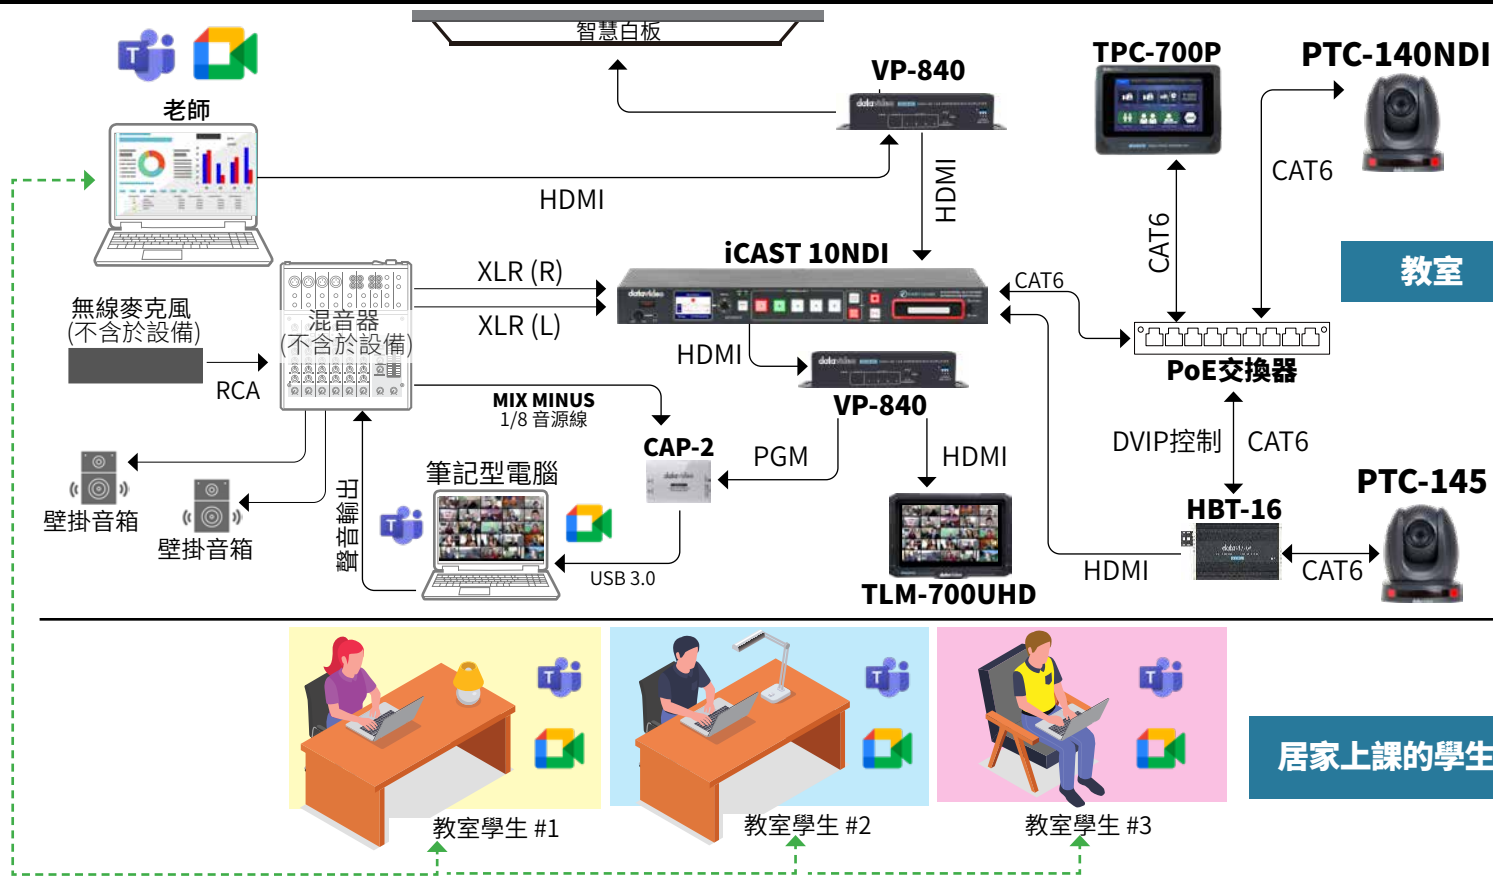 智慧白板
老師
VP-840
datavideo
TPC-700P
PTC-140NDI
HDMI
HDMI
CAT6
CAT6
教室
iCAST 10NDI
datavideo
XLR (R)
XLR (L)
CAT6
無線麥克風
(不含於設備)
混音器
(不含於設備)
RCA
HDMI
datavideo
VP-840
PoE交換器
MIX MINUS
1/8 音源線
CAP-2
datavideo
PGM
HDMI
DVIP控制
CAT6
壁掛音箱
壁掛音箱
聲音輸出
筆記型電腦
USB 3.0
TLM-700UHD
HBT-16
datavideo
HDMI
CAT6
PTC-145
居家上課的學生
教室學生 #1
教室學生 #2
教室學生 #3